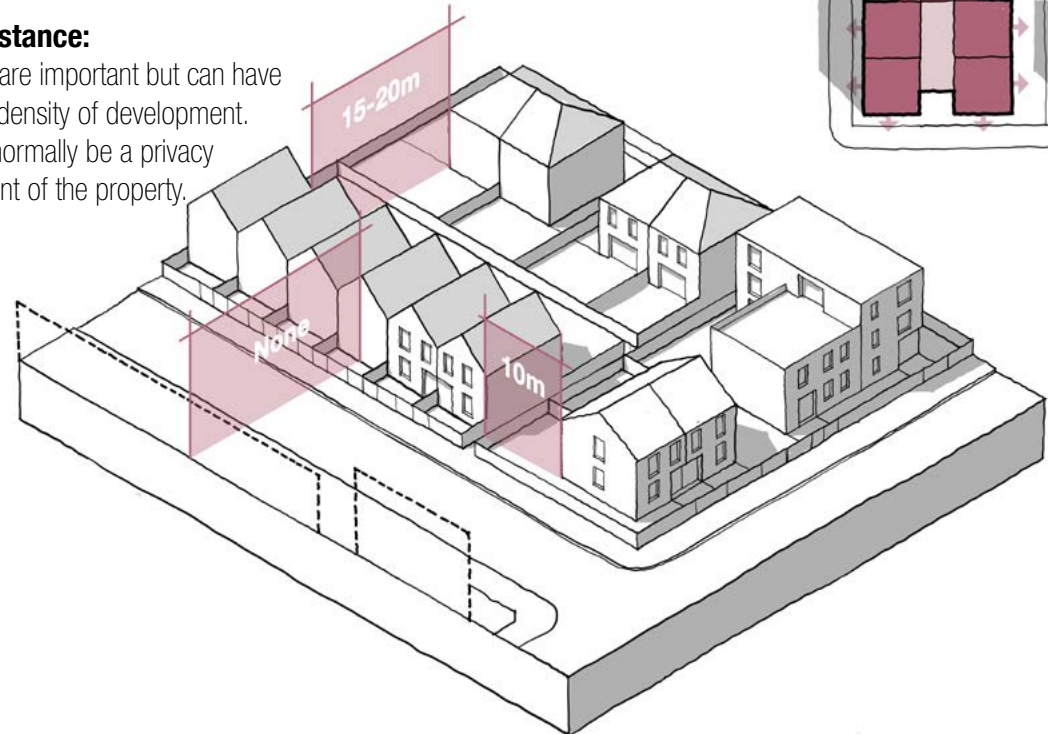 stance:
are important but can have
density of development.
normally be a privacy
nt of the property.
15-20m
None
10m